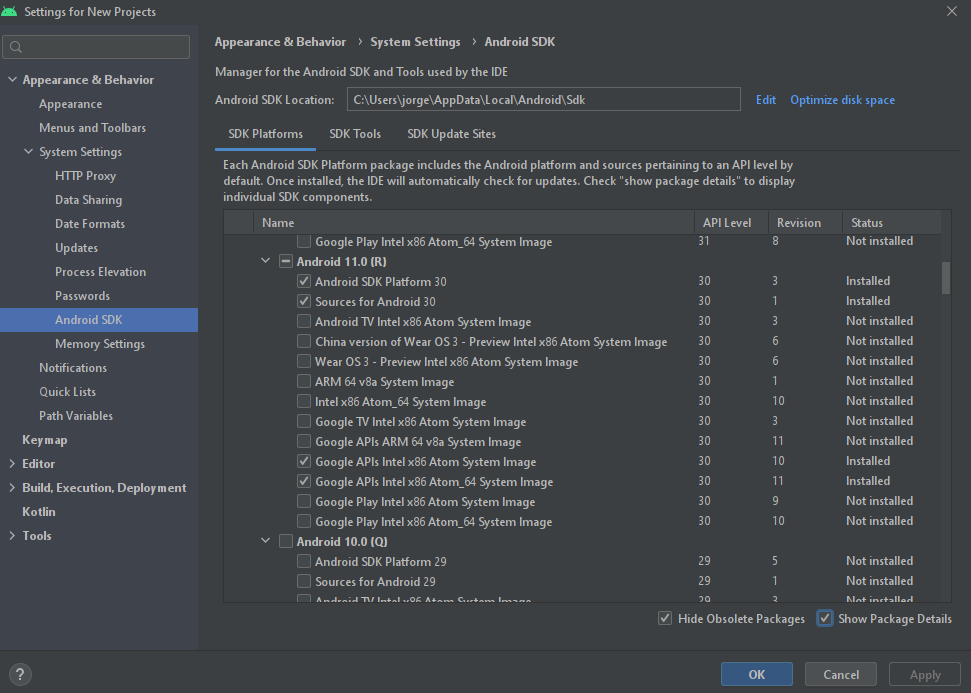 Settings for New Projects
Appearance & Behavior
Appearance
Menus and Toolbars
System Settings
HTTP Proxy
Data Sharing
Date Formats
Updates
Process Elevation
Passwords
Android SDK
Memory Settings
Notifications
Quick Lists
Path Variables
Keymap
Editor
Build, Execution, Deployment
Kotlin
Tools
Appearance & Behavior › System Settings › Android SDK
Manager for the Android SDK and Tools used by the IDE
Android SDK Location: C:\Users\jorge\AppData\Local\Android\Sdk Edit Optimize disk space
SDK Platforms SDK Tools SDK Update Sites
Each Android SDK Platform package includes the Android platform and sources pertaining to an API level by
default. Once installed, the IDE will automatically check for updates. Check "show package details" to display
individual SDK components.
Name API Level Revision Status
Google Play Intel x86 Atom_64 System Image 31 8 Not installed
Android 11.0 (R)
Android SDK Platform 30 30 3 Installed
Sources for Android 30 30 1 Installed
Android TV Intel x86 Atom System Image 30 3 Not installed
China version of Wear OS 3 - Preview Intel x86 Atom System Image 30 6 Not installed
Wear OS 3 - Preview Intel x86 Atom System Image 30 6 Not installed
ARM 64 v8a System Image 30 1 Not installed
Intel x86 Atom_64 System Image 30 10 Not installed
Google TV Intel x86 Atom System Image 30 3 Not installed
Google APIs ARM 64 v8a System Image 30 11 Not installed
Google APIs Intel x86 Atom System Image 30 10 Installed
Google APIs Intel x86 Atom_64 System Image 30 11 Installed
Google Play Intel x86 Atom System Image 30 9 Not installed
Google Play Intel x86 Atom_64 System Image 30 10 Not installed
Android 10.0 (Q)
Android SDK Platform 29 29 5 Not installed
Sources for Android 29 29 1 Not installed
Android TV Intel x86 Atom System Image 29 3 Not installed
Hide Obsolete Packages Show Package Details
? OK Cancel Apply